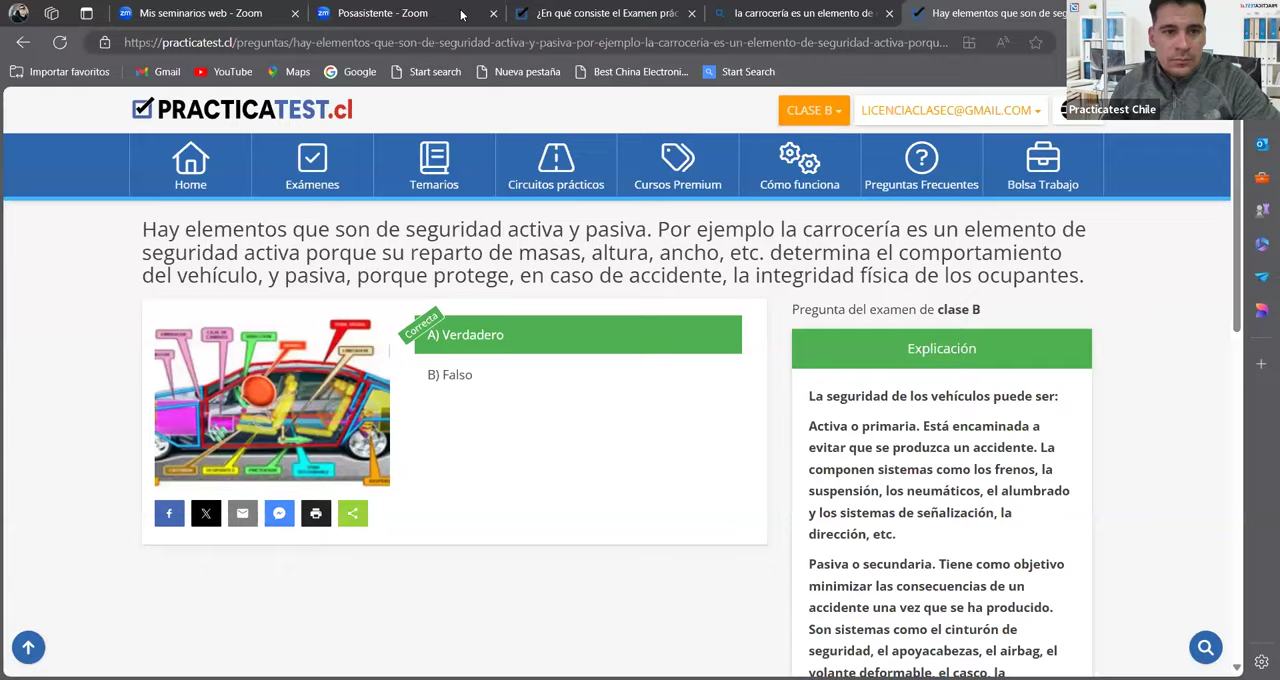 Mis seminarios web - Zoom
Posasistente - Zoom
¿En qué consiste el Examen prác
la carrocería es un elemento de
Hay elementos que son de seg
https://practicatest.cl/preguntas/hay-elementos-que-son-de-seguridad-activa-y-pasiva-por-ejemplo-la-carroceria-es-un-elemento-de-seguridad-activa-porqu...
Importar favoritos
Gmail
YouTube
Maps
Google
Start search
Nueva pestaña
Best China Electroni...
Start Search
Practicatest Chile
PRACTICATEST.cl
CLASE B
LICENCIACLASEC@GMAIL.COM
Home
Exámenes
Temarios
Circuitos prácticos
Cursos Premium
Cómo funciona
Preguntas Frecuentes
Bolsa Trabajo
Hay elementos que son de seguridad activa y pasiva. Por ejemplo la carrocería es un elemento de
seguridad activa porque su reparto de masas, altura, ancho, etc. determina el comportamiento
del vehículo, y pasiva, porque protege, en caso de accidente, la integridad física de los ocupantes.
Correcta
A) Verdadero
B) Falso
Pregunta del examen de clase B
Explicación
La seguridad de los vehículos puede ser:
Activa o primaria. Está encaminada a
evitar que se produzca un accidente. La
componen sistemas como los frenos, la
suspensión, los neumáticos, el alumbrado
y los sistemas de señalización, la
dirección, etc.
Pasiva o secundaria. Tiene como objetivo
minimizar las consecuencias de un
accidente una vez que se ha producido.
Son sistemas como el cinturón de
seguridad, el apoyacabezas, el airbag, el
volante deformable, el casco, la